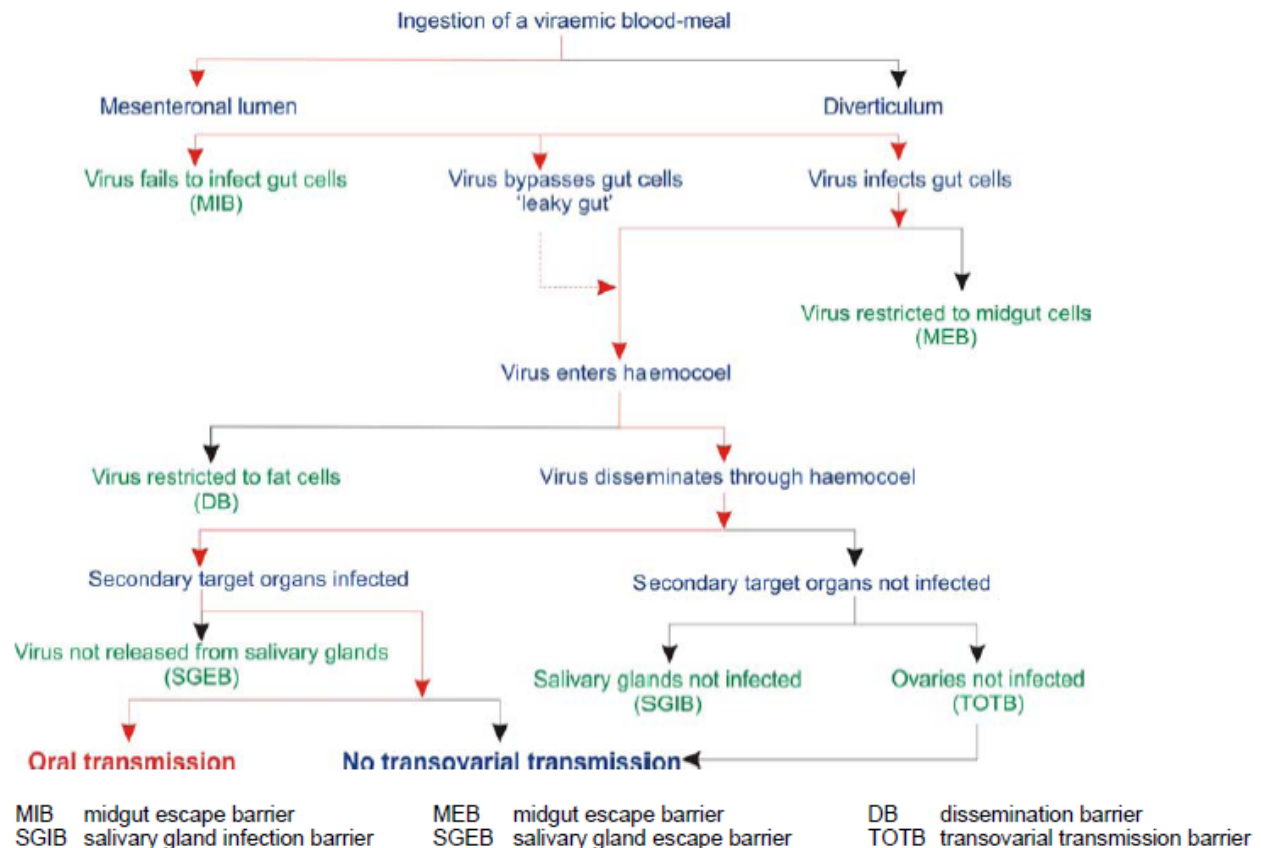 Ingestion of a viraemic blood-meal
Mesenteronal lumen
Diverticulum
Virus fails to infect gut cells
(MIB)
Virus bypasses gut cells
'leaky gut'
Virus infects gut cells
Virus restricted to midgut cells
(MEB)
Virus enters haemocoel
Virus restricted to fat cells
(DB)
Virus disseminates through haemocoel
Secondary target organs infected
Secondary target organs not infected
Virus not released from salivary glands
(SGEB)
Salivary glands not infected
(SGIB)
Ovaries not infected
(TOTB)
Oral transmission
No transovarial transmission
MIB midgut escape barrier
MEB midgut escape barrier
DB dissemination barrier
SGIB salivary gland infection barrier
SGEB salivary gland escape barrier
TOTB transovarial transmission barrier